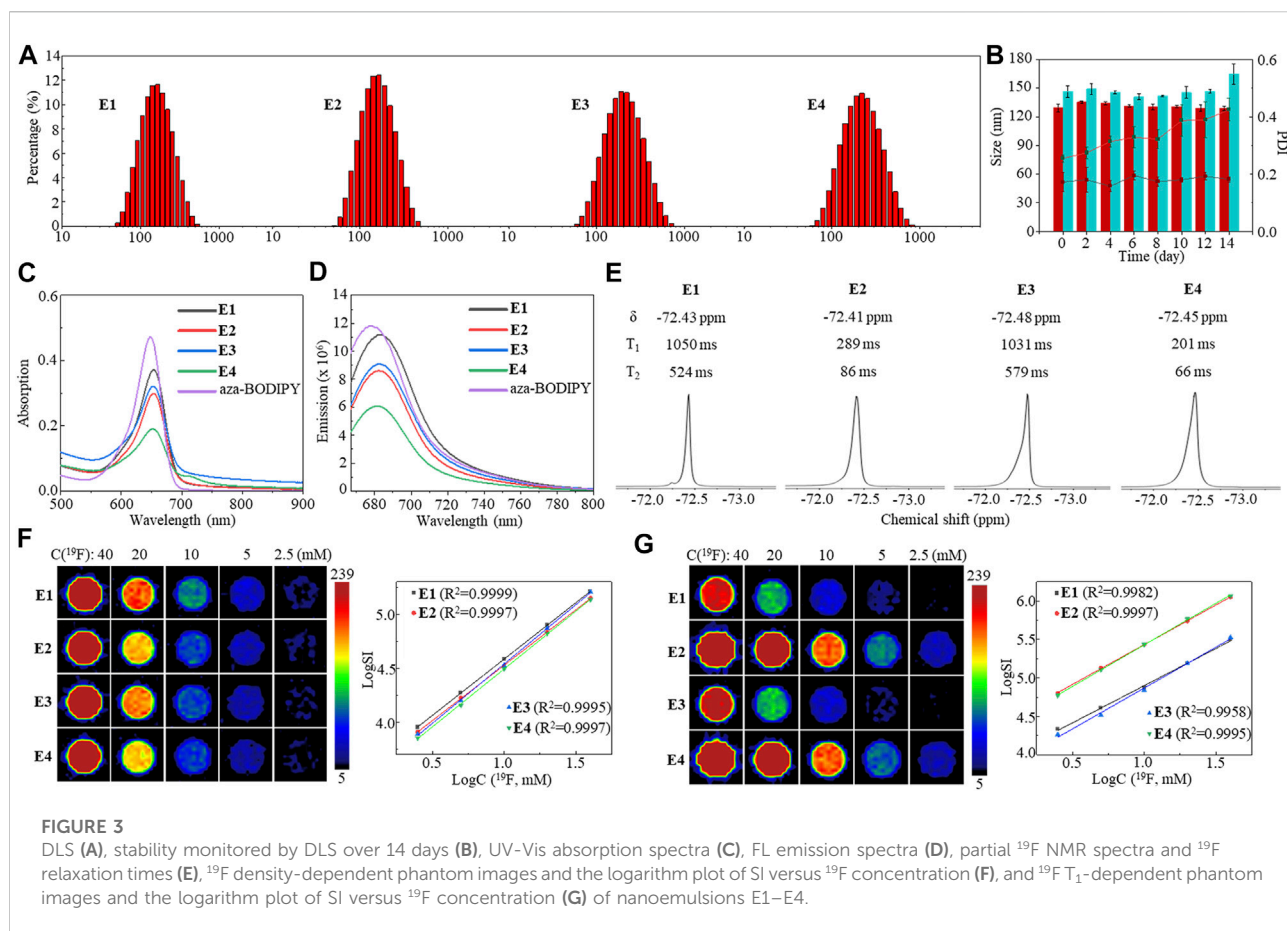 A
Percentage (%)
14
12
10
8
6
4
2
0
E1
E2
E3
E4
10
100
1000
10
100
1000
10
100
1000
10
100
1000
B
Size (nm)
180
150
120
90
60
30
0
0.6
0.4
0.2
0.0
PDI
0 2 4 6 8 10 12 14
Time (day)
C
Absorption
0.6
0.4
0.2
0.0
E1
E2
E3
E4
aza-BODIPY
500 600 700 800 900
Wavelength (nm)
D
Emission (x 10⁶)
14
12
10
8
6
4
2
0
E1
E2
E3
E4
aza-BODIPY
680 700 720 740 760 780 800
Wavelength (nm)
E
E1 E2 E3 E4
δ -72.43 ppm -72.41 ppm -72.48 ppm -72.45 ppm
T₁ 1050 ms 289 ms 1031 ms 201 ms
T₂ 524 ms 86 ms 579 ms 66 ms
-72.0 -72.5 -73.0 -72.0 -72.5 -73.0 -72.0 -72.5 -73.0 -72.0 -72.5 -73.0
Chemical shift (ppm)
F
C(¹⁹F): 40 20 10 5 2.5 (mM)
E1
E2
E3
E4
239
5
LogSI
5.0
4.5
4.0
E1 (R²=0.9999)
E2 (R²=0.9997)
E3 (R²=0.9995)
E4 (R²=0.9997)
0.5 1.0 1.5
LogC (¹⁹F, mM)
G
C(¹⁹F): 40 20 10 5 2.5 (mM)
E1
E2
E3
E4
239
5
LogSI
6.0
5.5
5.0
4.5
4.0
E1 (R²=0.9982)
E2 (R²=0.9997)
E3 (R²=0.9958)
E4 (R²=0.9995)
0.5 1.0 1.5
LogC (¹⁹F, mM)
FIGURE 3
DLS (A), stability monitored by DLS over 14 days (B), UV-Vis absorption spectra (C), FL emission spectra (D), partial ¹⁹F NMR spectra and ¹⁹F
relaxation times (E), ¹⁹F density-dependent phantom images and the logarithm plot of SI versus ¹⁹F concentration (F), and ¹⁹F T₁-dependent phantom
images and the logarithm plot of SI versus ¹⁹F concentration (G) of nanoemulsions E1–E4.